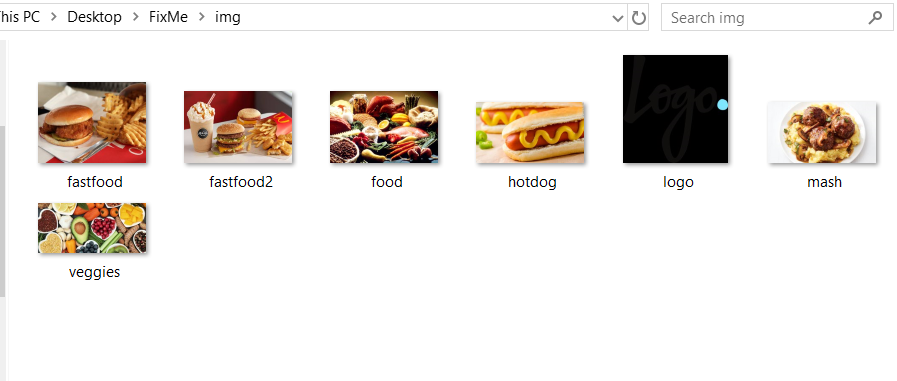 his PC > Desktop > FixMe > img
Search img
fastfood
fastfood2
food
hotdog
Logo
logo
mash
veggies